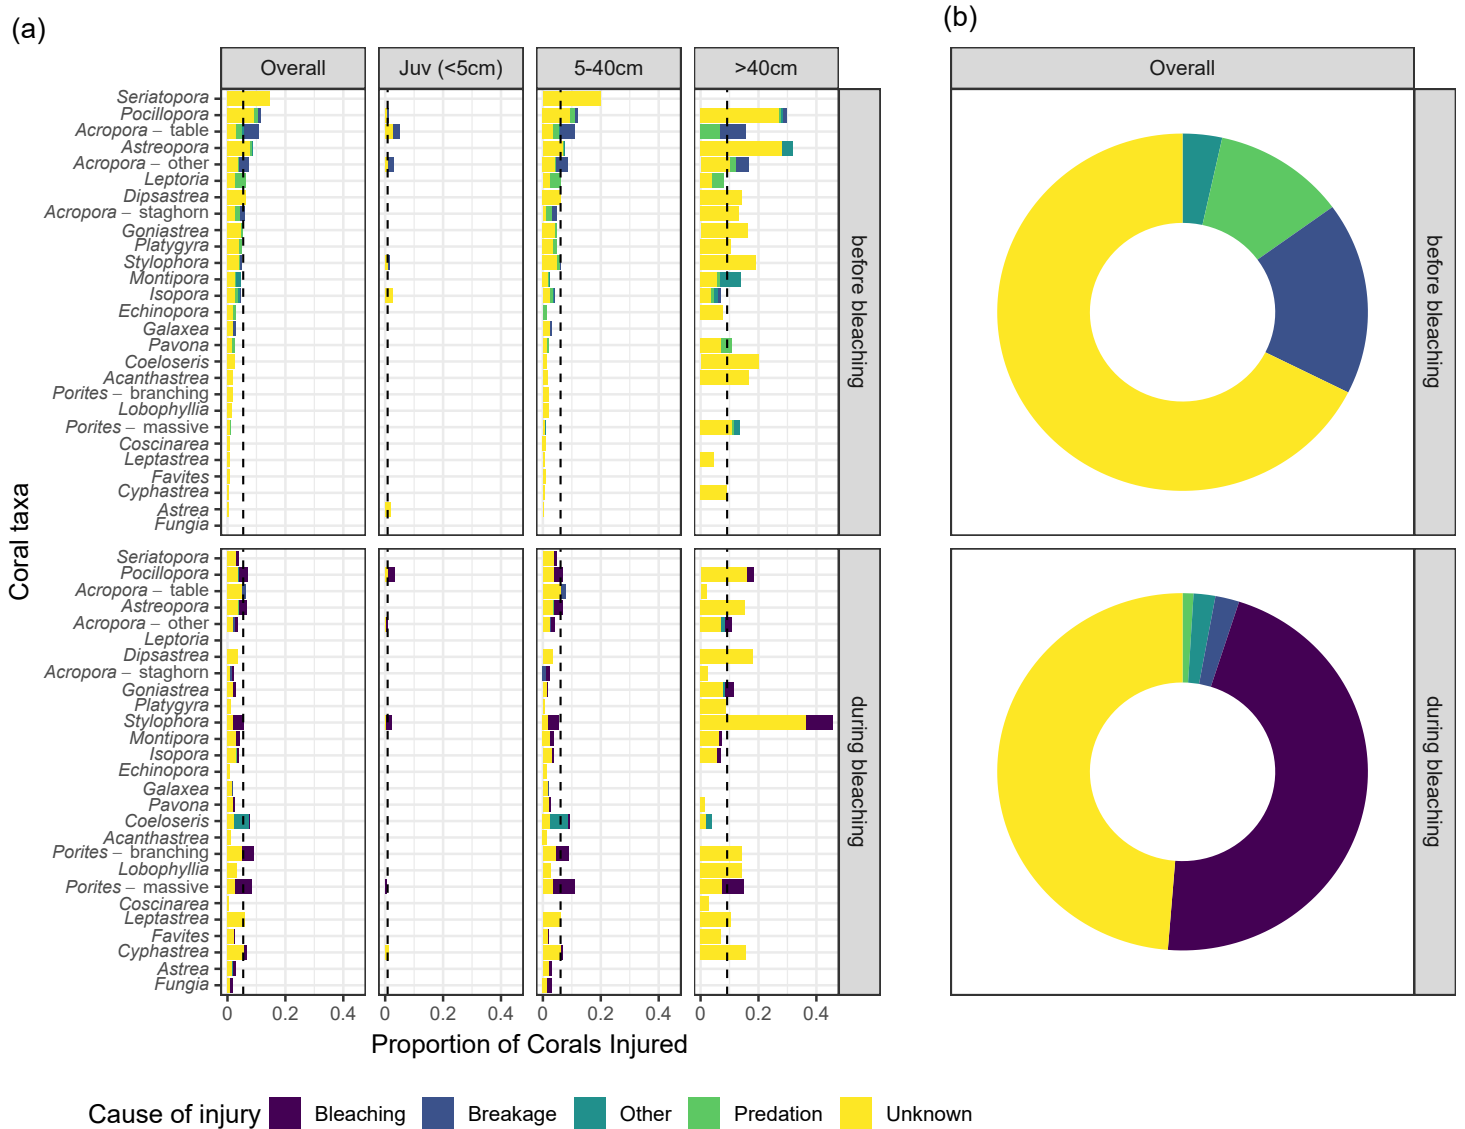 (a)
(b)
Overall
Juv (<5cm)
5-40cm
>40cm
Overall
Coral taxa
Seriatopora
Pocillopora
Acropora – table
Astreopora
Acropora – other
Leptoria
Dipsastrea
Acropora – staghorn
Goniastrea
Platygyra
Stylophora
Montipora
Isopora
Echinopora
Galaxea
Pavona
Coeloseris
Acanthastrea
Porites – branching
Lobophyllia
Porites – massive
Coscinarea
Leptastrea
Favites
Cyphastrea
Astrea
Fungia
before bleaching
before bleaching
Seriatopora
Pocillopora
Acropora – table
Astreopora
Acropora – other
Leptoria
Dipsastrea
Acropora – staghorn
Goniastrea
Platygyra
Stylophora
Montipora
Isopora
Echinopora
Galaxea
Pavona
Coeloseris
Acanthastrea
Porites – branching
Lobophyllia
Porites – massive
Coscinarea
Leptastrea
Favites
Cyphastrea
Astrea
Fungia
during bleaching
during bleaching
0 0.2 0.4 0 0.2 0.4 0 0.2 0.4 0 0.2 0.4
Proportion of Corals Injured
Cause of injury Bleaching Breakage Other Predation Unknown